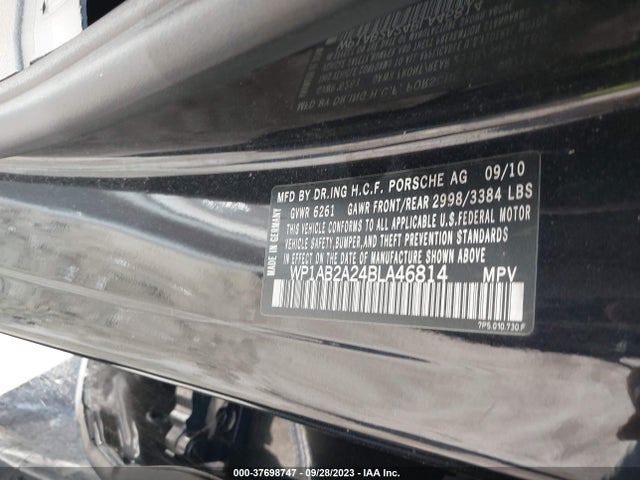 MFD BY DR.ING H.C.F. PORSCHE AG 09/10
GVWR 6261 GAWR FRONT/REAR 2998/3384 LBS
THIS VEHICLE CONFORMS TO ALL APPLICABLE U.S.FEDERAL MOTOR
VEHICLE SAFETY,BUMPER,AND THEFT PREVENTION STANDARDS
IN EFFECT ON THE DATE OF MANUFACTURE SHOWN ABOVE
MADE IN GERMANY
WP1AB2A24BLA46814 MPV
7P5.010.730.F
000-37698747 - 09/28/2023 - IAA Inc.